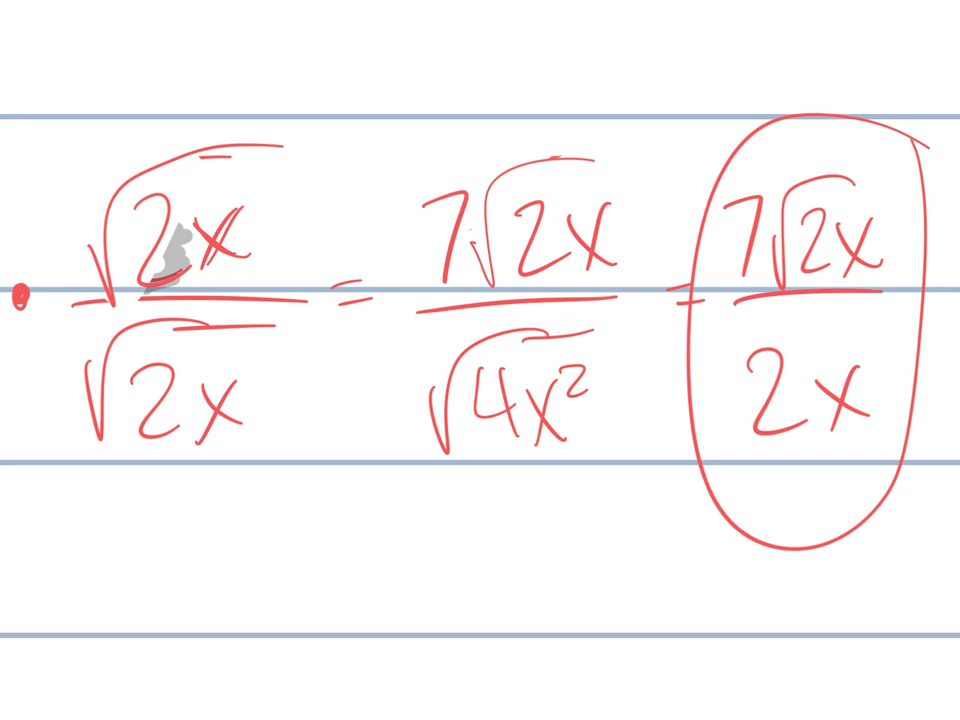 • √2x / √2x = 7√2x / √4x² = 7√2x / 2x